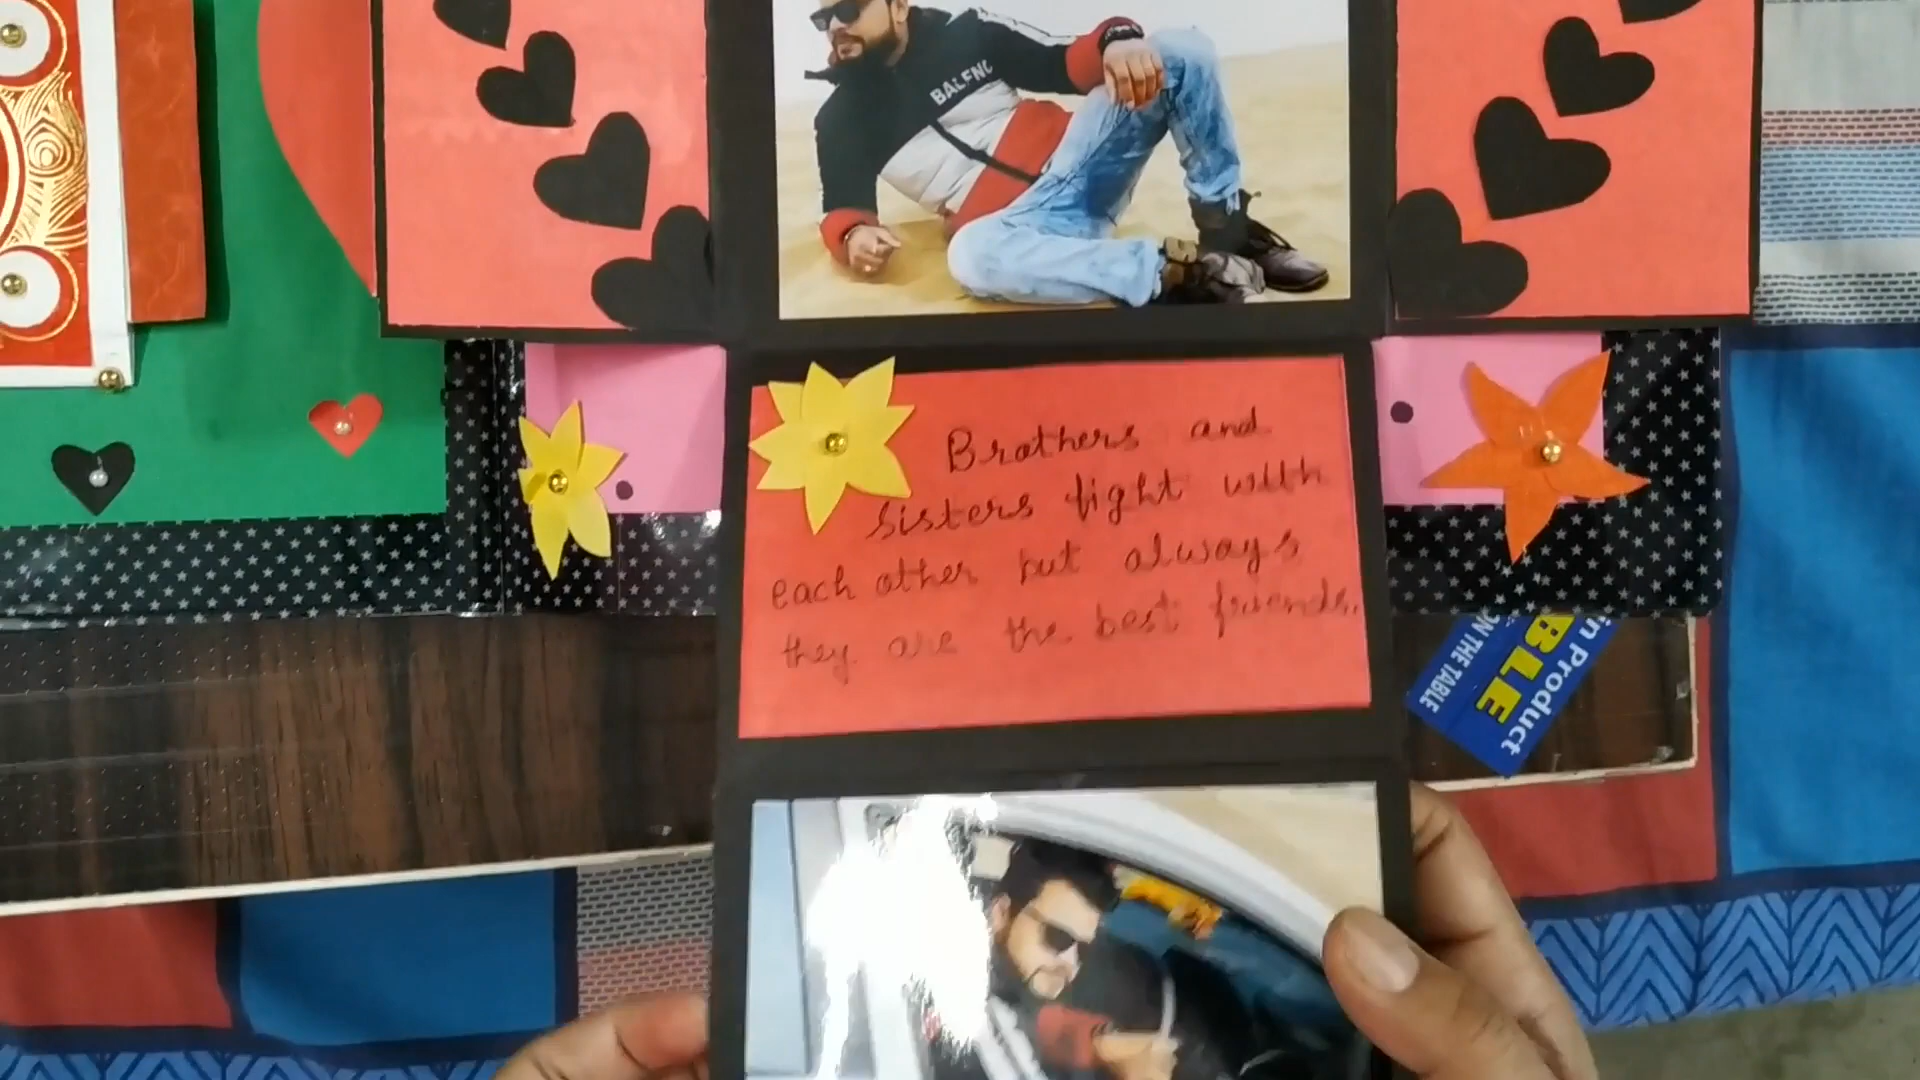 BALENC
Brothers and
sisters fight with
each other but always
they are the best friends.
in Product
BLE
ON THE TABLE